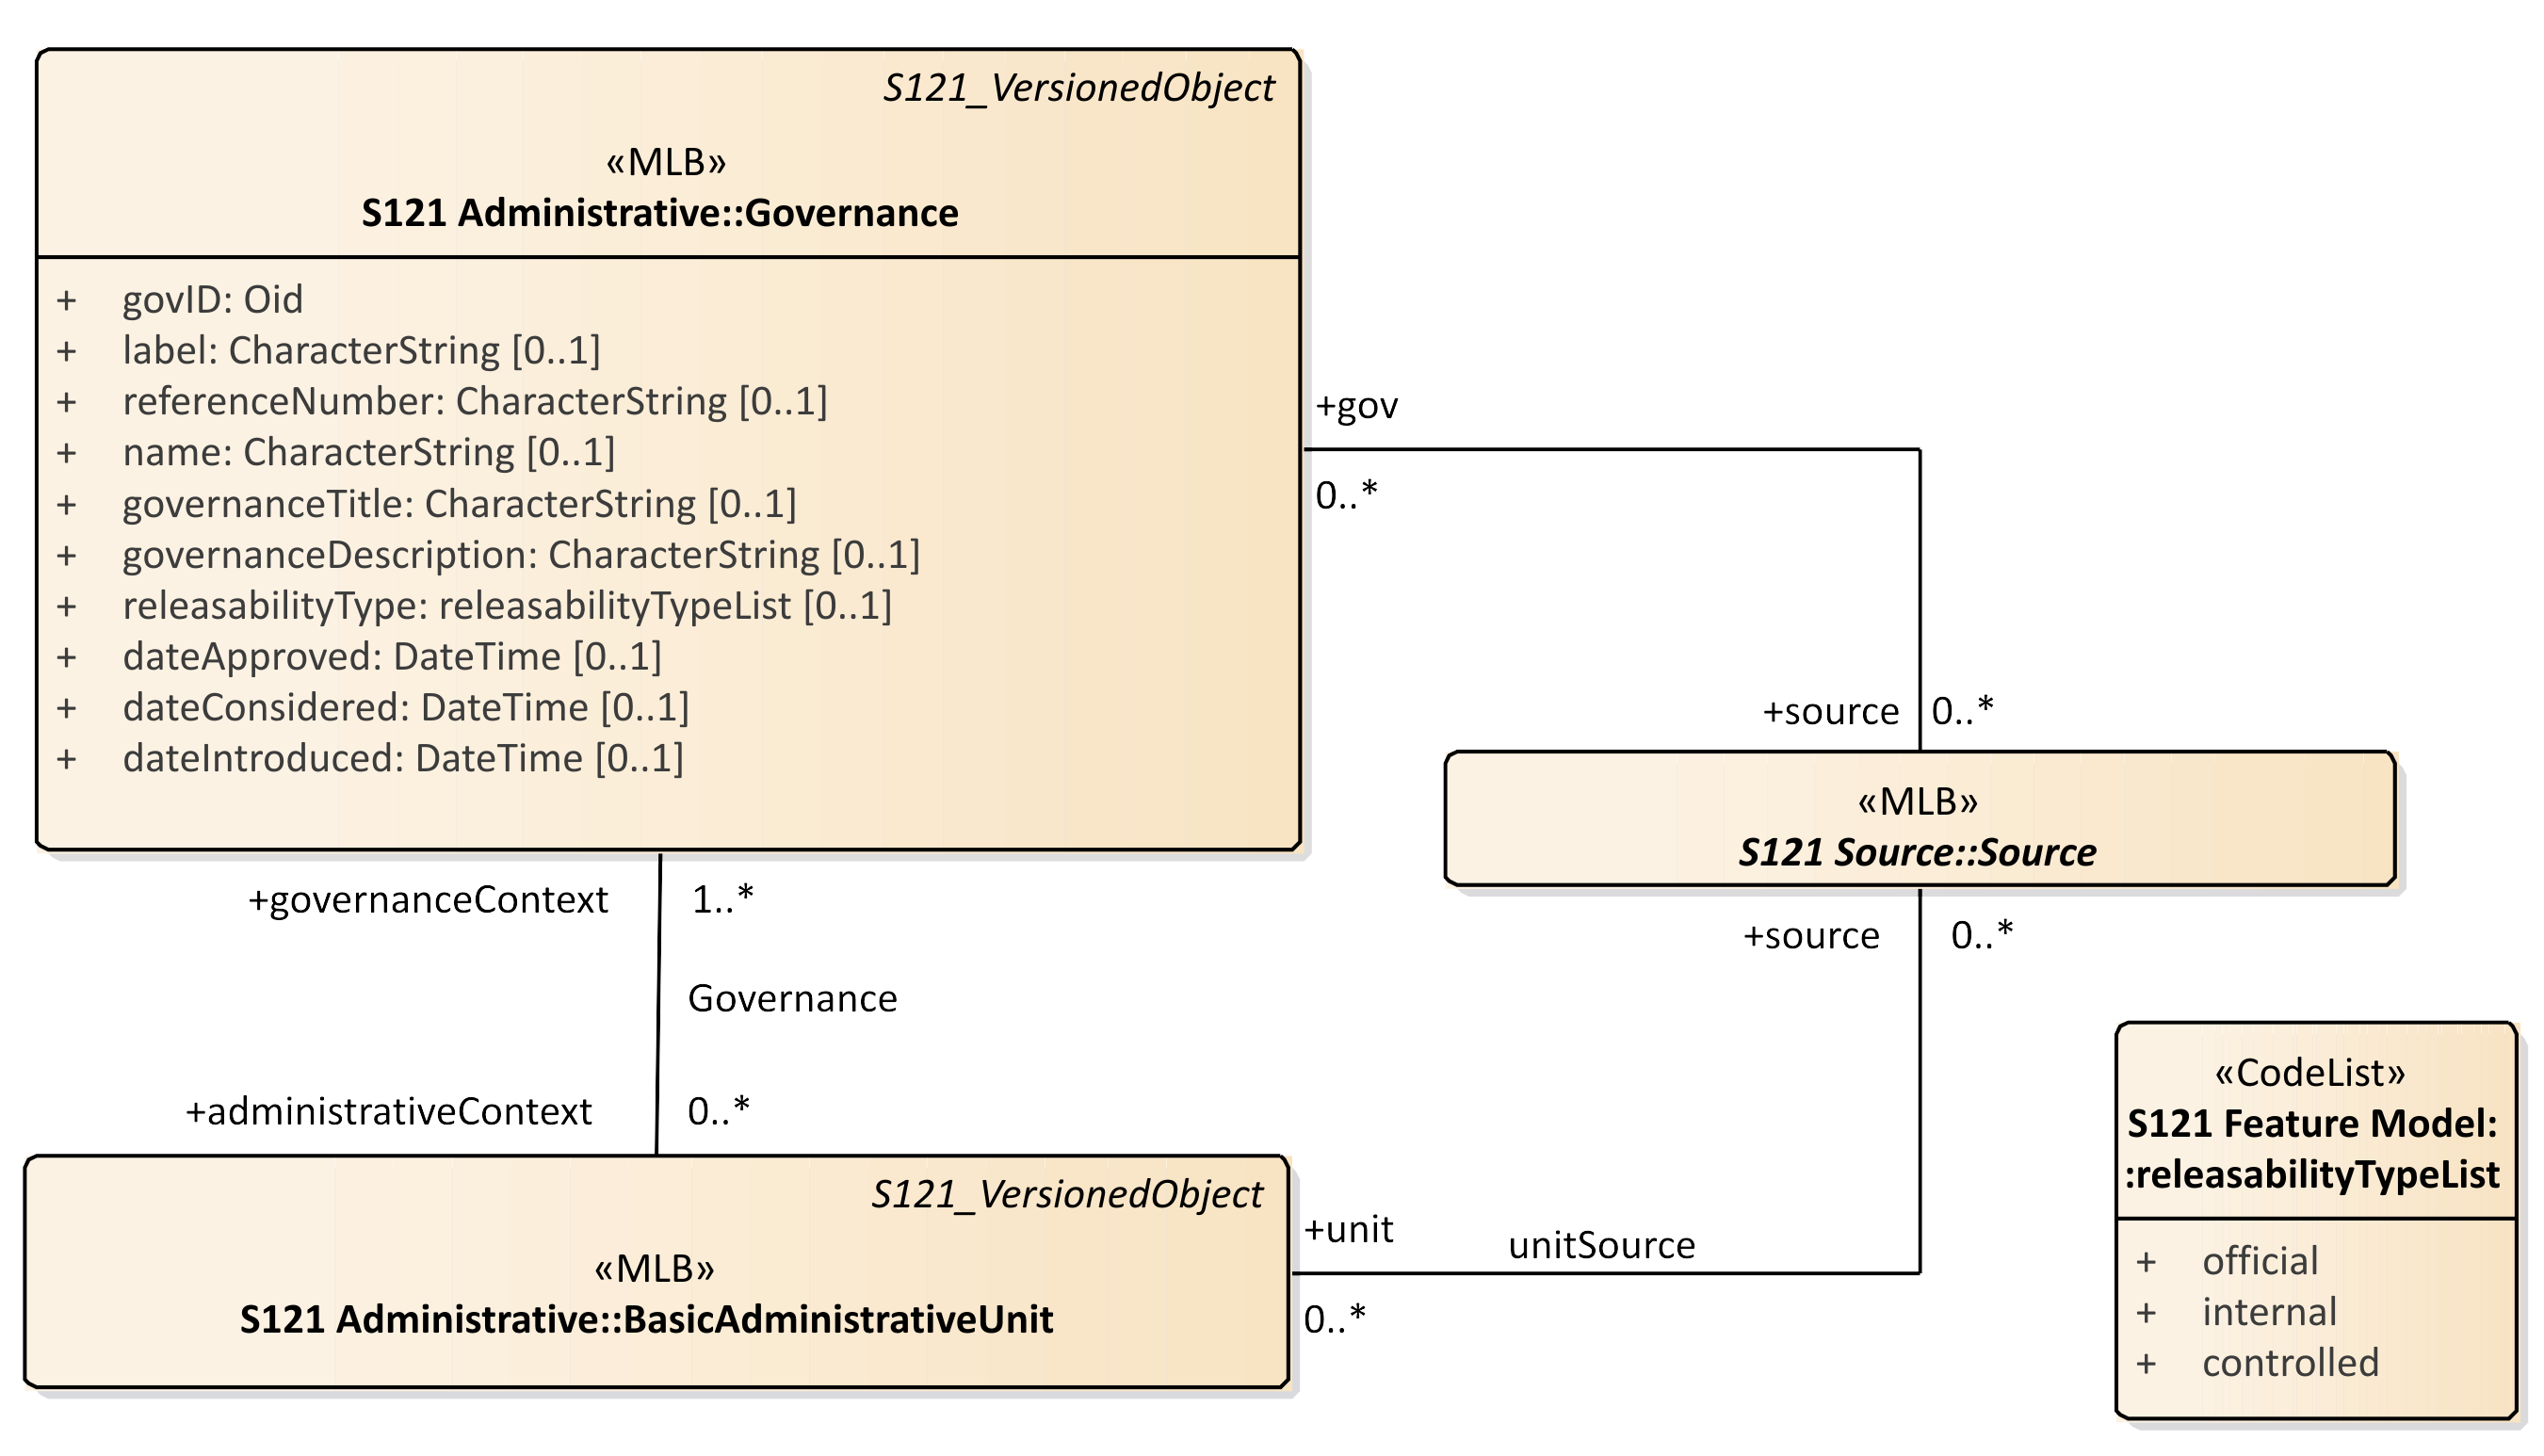 S121_VersionedObject
«MLB»
S121 Administrative::Governance
+ govID: Oid
+ label: CharacterString [0..1]
+ referenceNumber: CharacterString [0..1]
+ name: CharacterString [0..1]
+ governanceTitle: CharacterString [0..1]
+ governanceDescription: CharacterString [0..1]
+ releasabilityType: releasabilityTypeList [0..1]
+ dateApproved: DateTime [0..1]
+ dateConsidered: DateTime [0..1]
+ dateIntroduced: DateTime [0..1]
+gov
0..*
+source 0..*
«MLB»
S121 Source::Source
+source 0..*
+governanceContext 1..*
Governance
+administrativeContext 0..*
S121_VersionedObject
«MLB»
S121 Administrative::BasicAdministrativeUnit
+unit
unitSource
0..*
«CodeList»
S121 Feature Model:
:releasabilityTypeList
+ official
+ internal
+ controlled